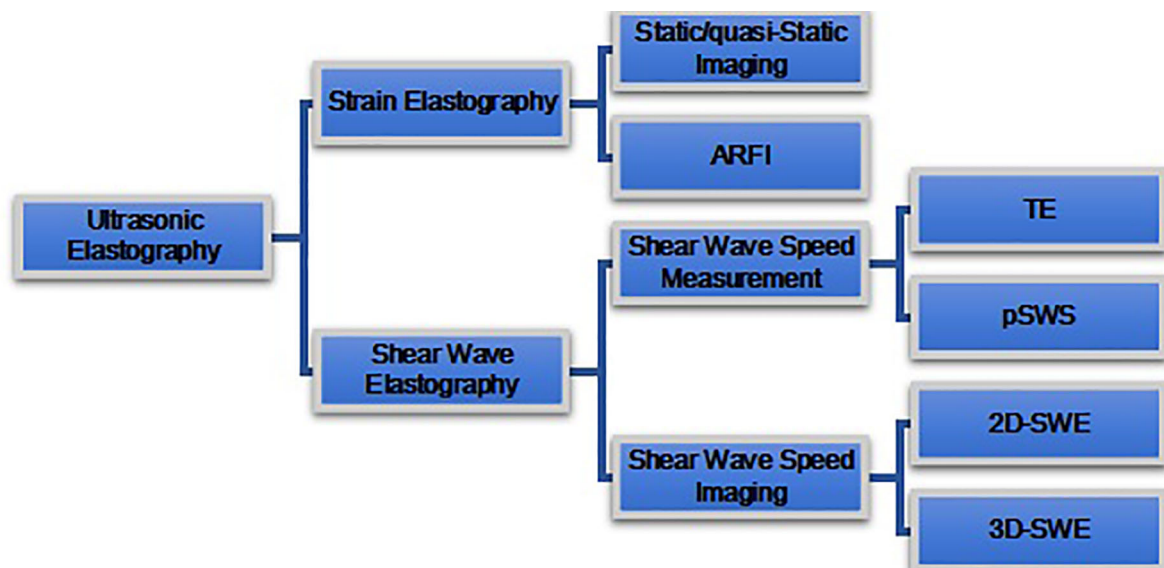 Static/quasi-Static
Imaging
Strain Elastography
ARFI
Ultrasonic
Elastography
TE
Shear Wave Speed
Measurement
pSWS
Shear Wave
Elastography
2D-SWE
Shear Wave Speed
Imaging
3D-SWE